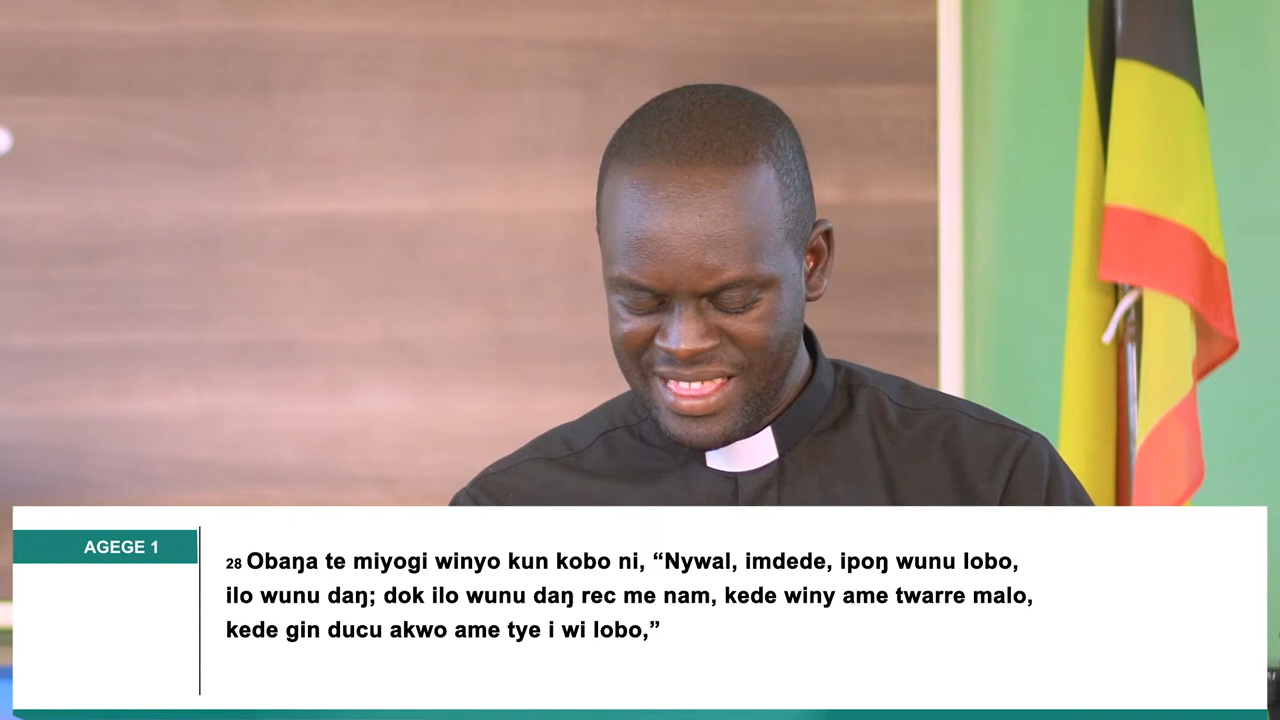 AGEGE 1
28 Obaŋa te miyogi winyo kun kobo ni, “Nywal, imdede, ipoŋ wunu lobo,
ilo wunu daŋ; dok ilo wunu daŋ rec me nam, kede winy ame twarre malo,
kede gin ducu akwo ame tye i wi lobo,”